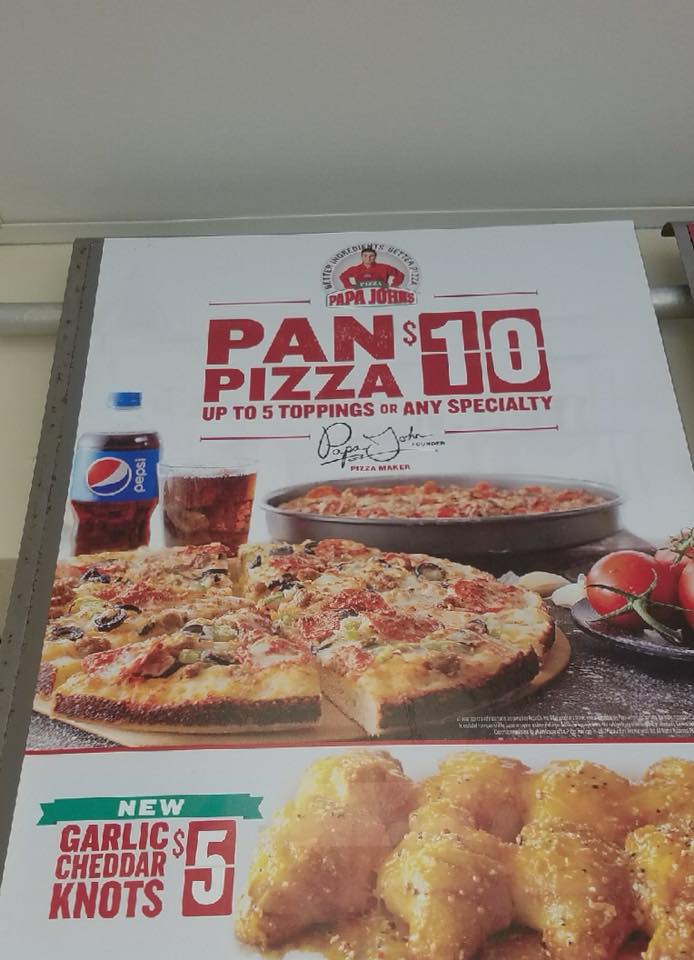 BETTER INGREDIENTS. BETTER PIZZA.
PIZZA
PAPA JOHNS
PAN
PIZZA
$10
UP TO 5 TOPPINGS OR ANY SPECIALTY
Papa John
FOUNDER
PIZZA MAKER
pepsi
NEW
GARLIC
CHEDDAR
KNOTS
$5